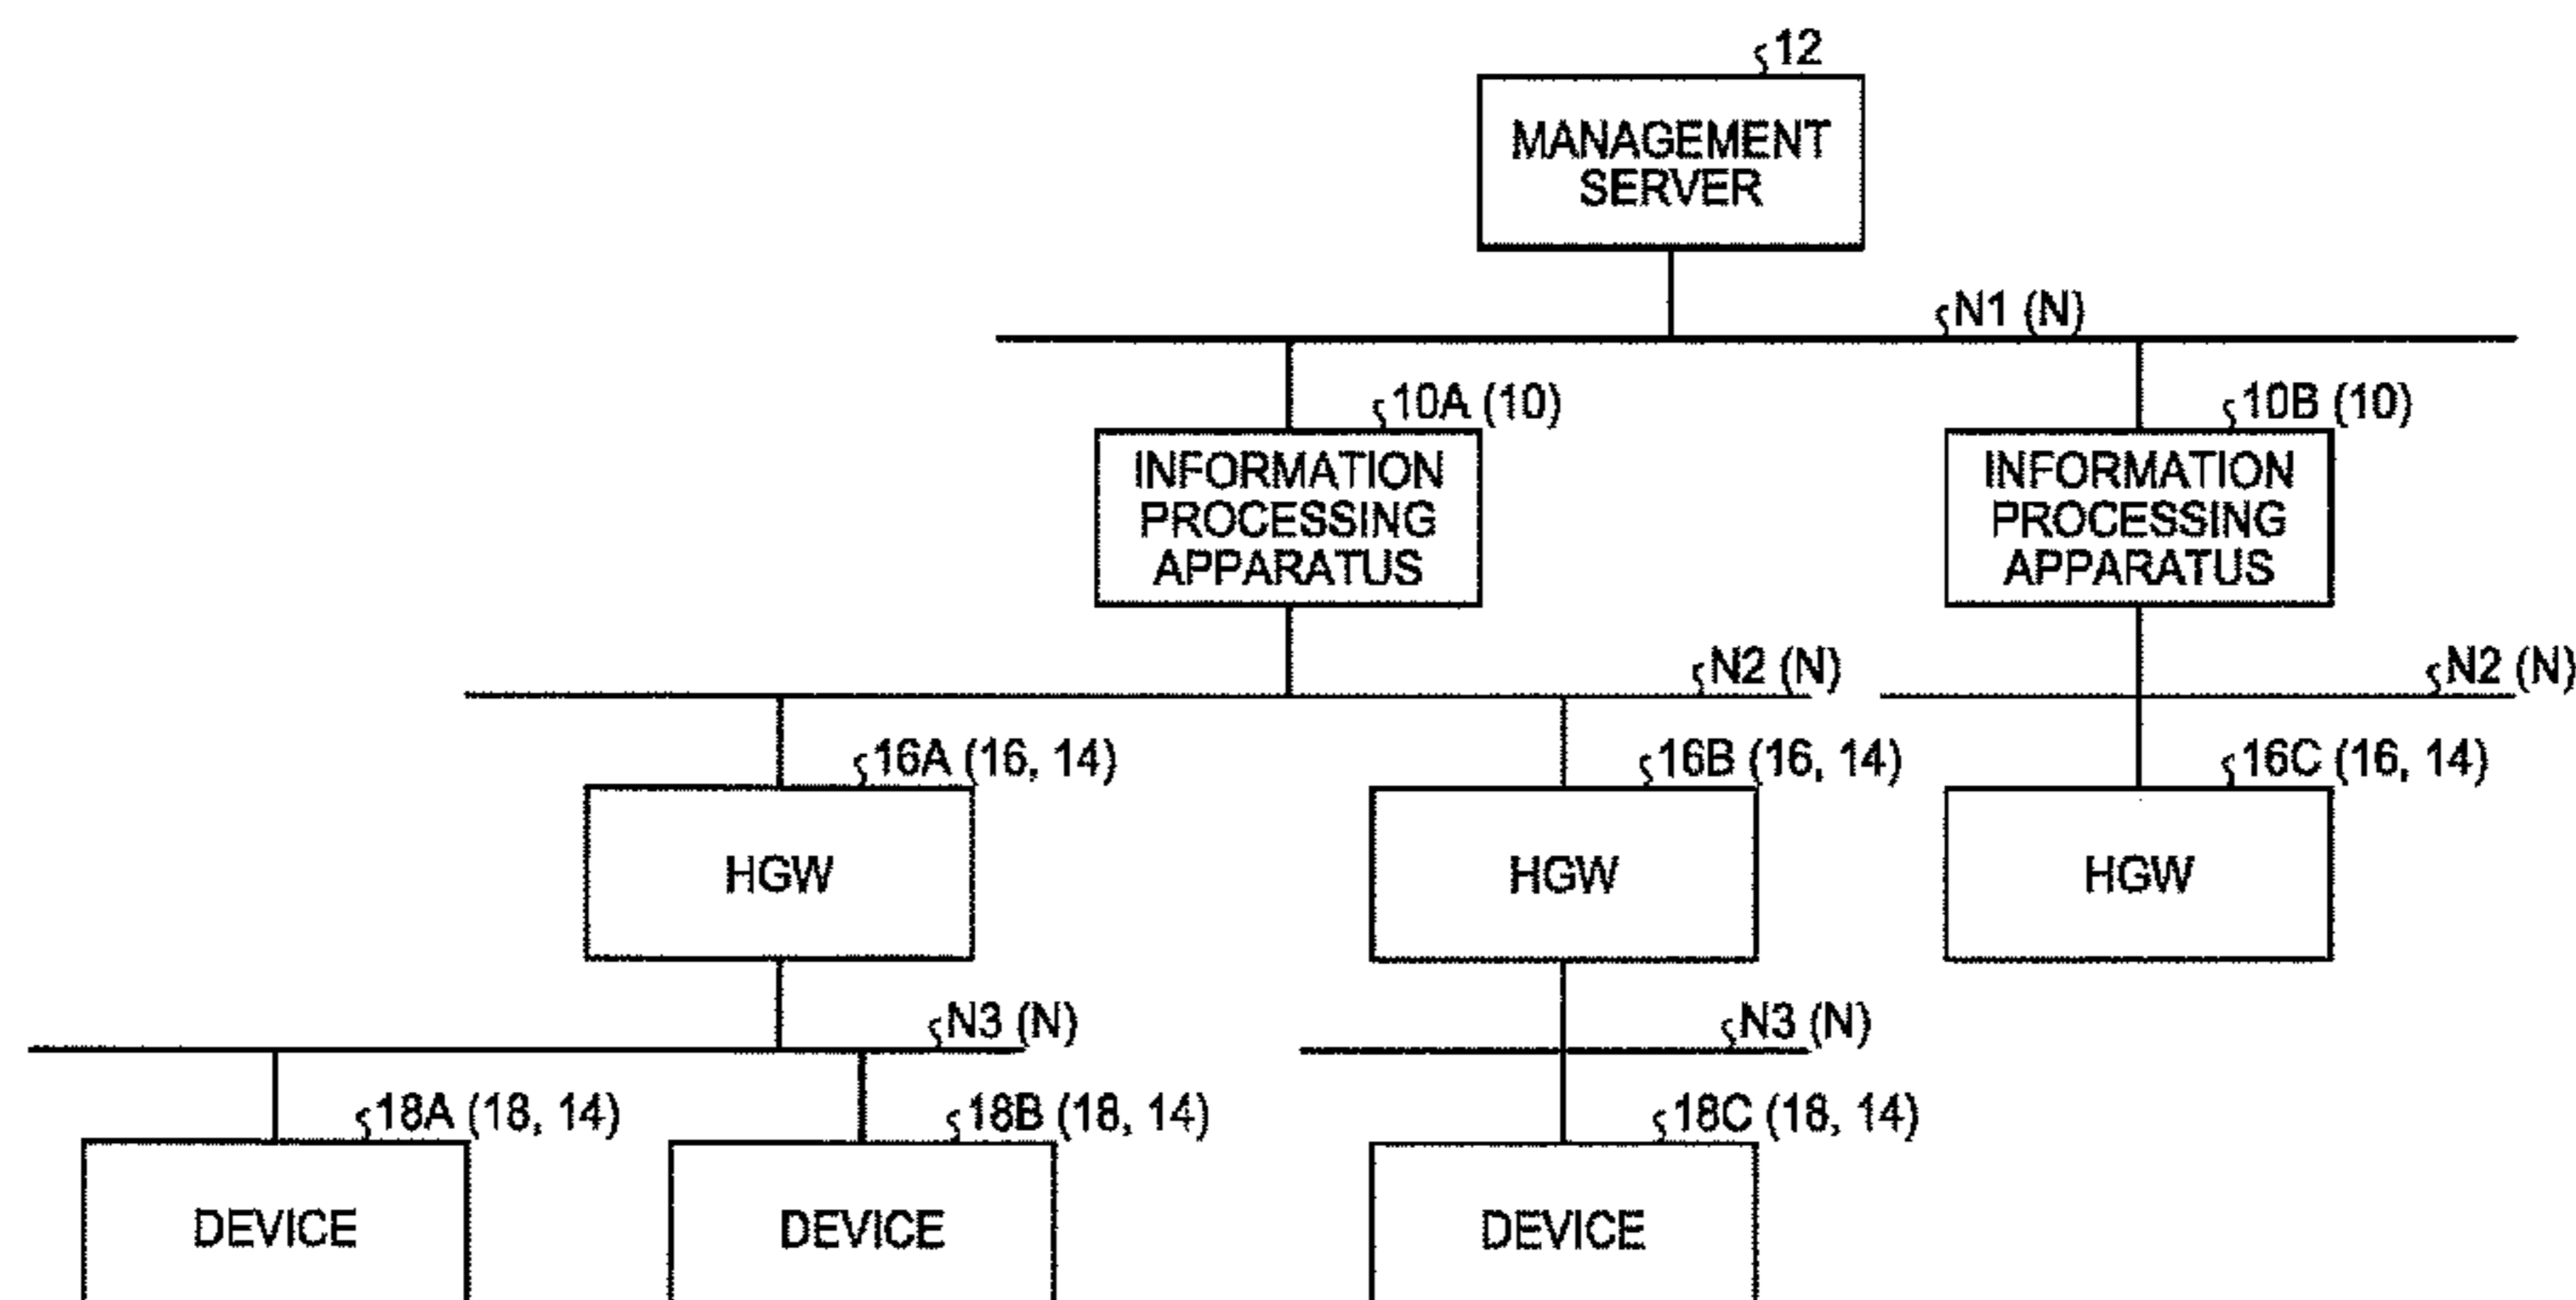 12
MANAGEMENT
SERVER
N1 (N)
10A (10)
10B (10)
INFORMATION
PROCESSING
APPARATUS
INFORMATION
PROCESSING
APPARATUS
N2 (N)
N2 (N)
16A (16, 14)
16B (16, 14)
16C (16, 14)
HGW
HGW
HGW
N3 (N)
N3 (N)
18A (18, 14)
18B (18, 14)
18C (18, 14)
DEVICE
DEVICE
DEVICE